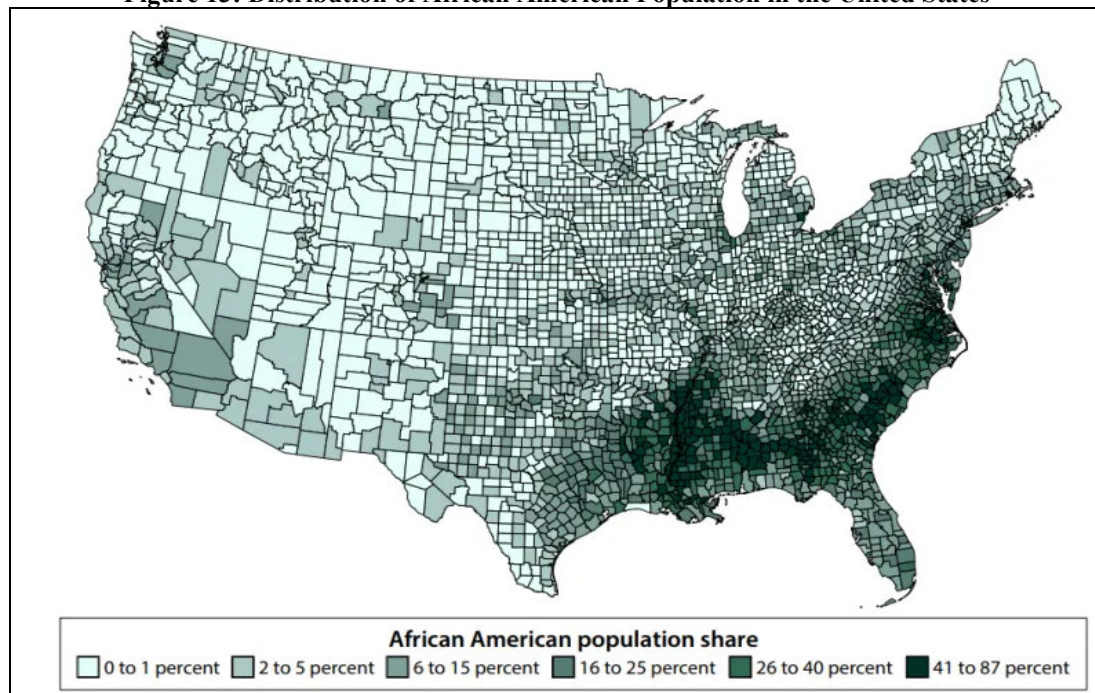 Figure 13: Distribution of African American Population in the United States
African American population share
0 to 1 percent 2 to 5 percent 6 to 15 percent 16 to 25 percent 26 to 40 percent 41 to 87 percent